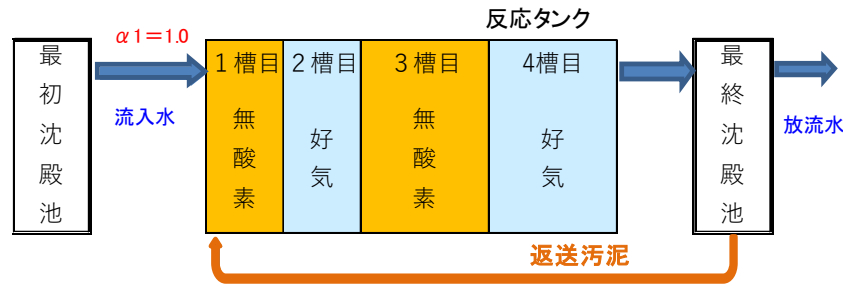 反応タンク
α1=1.0
流入水
最初沈殿池
1槽目
無酸素
2槽目
好気
3槽目
無酸素
4槽目
好気
最終沈殿池
放流水
返送汚泥